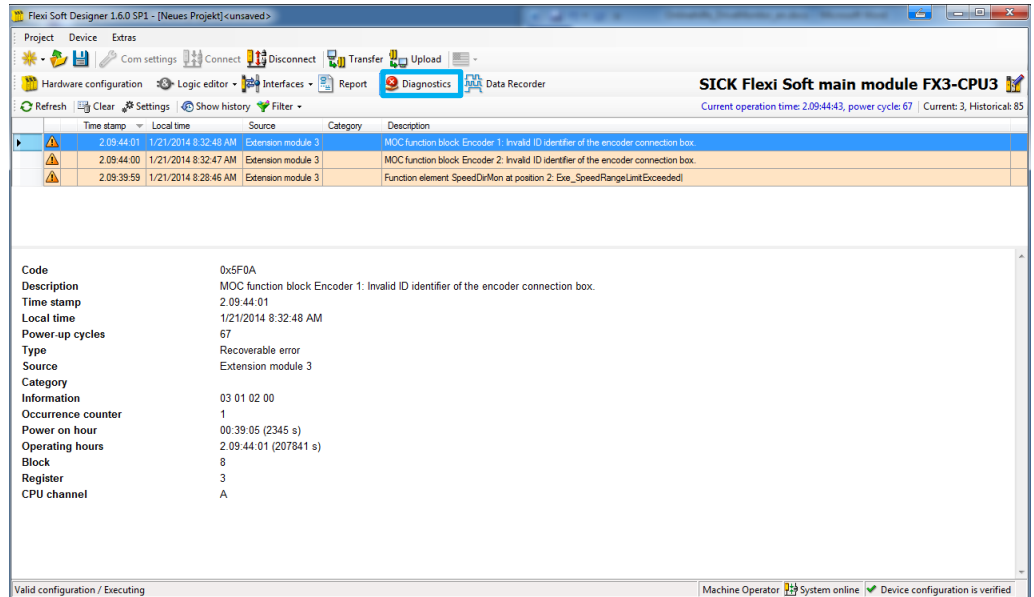 Flexi Soft Designer 1.6.0 SP1 - [Neues Projekt]<unsaved>
Project Device Extras
Com settings Connect Disconnect Transfer Upload
Hardware configuration Logic editor Interfaces Report Diagnostics Data Recorder SICK Flexi Soft main module FX3-CPU3
Refresh Clear Settings Show history Filter Current operation time: 2.09:44:43, power cycle: 67 Current: 3, Historical: 85
Time stamp Local time Source Category Description
2.09:44:01 1/21/2014 8:32:48 AM Extension module 3 MOC function block Encoder 1: Invalid ID identifier of the encoder connection box.
2.09:44:00 1/21/2014 8:32:47 AM Extension module 3 MOC function block Encoder 2: Invalid ID identifier of the encoder connection box.
2.09:39:59 1/21/2014 8:28:46 AM Extension module 3 Function element SpeedDirMon at position 2: Exe_SpeedRangeLimitExceeded|
Code 0x5F0A
Description MOC function block Encoder 1: Invalid ID identifier of the encoder connection box.
Time stamp 2.09:44:01
Local time 1/21/2014 8:32:48 AM
Power-up cycles 67
Type Recoverable error
Source Extension module 3
Category
Information 03 01 02 00
Occurrence counter 1
Power on hour 00:39:05 (2345 s)
Operating hours 2.09:44:01 (207841 s)
Block 8
Register 3
CPU channel A
Valid configuration / Executing Machine Operator System online Device configuration is verified